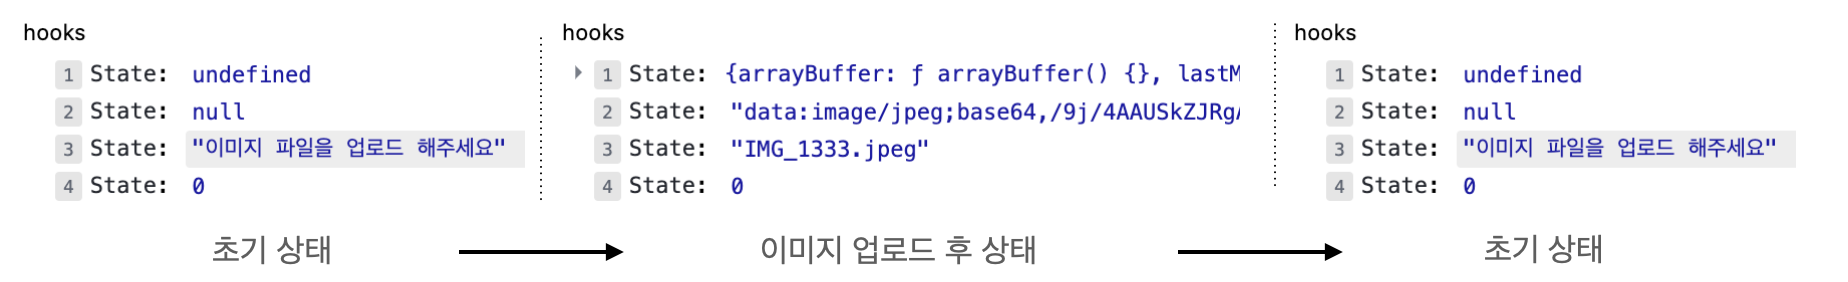 hooks
1 State: undefined
2 State: null
3 State: "이미지 파일을 업로드 해주세요"
4 State: 0
초기 상태
hooks
1 State: {arrayBuffer: ƒ arrayBuffer() {}, lastM
2 State: "data:image/jpeg;base64,/9j/4AAUSkZJRgA
3 State: "IMG_1333.jpeg"
4 State: 0
이미지 업로드 후 상태
hooks
1 State: undefined
2 State: null
3 State: "이미지 파일을 업로드 해주세요"
4 State: 0
초기 상태